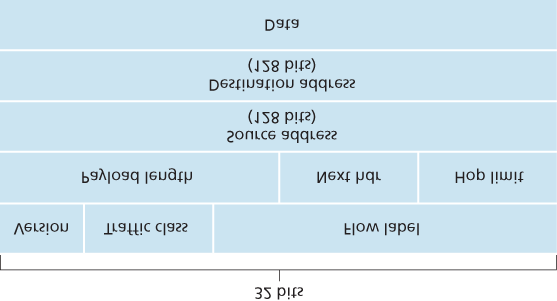 32 bits
Version Traffic class Flow label
Payload length Next hdr Hop limit
Source address
(128 bits)
Destination address
(128 bits)
Data